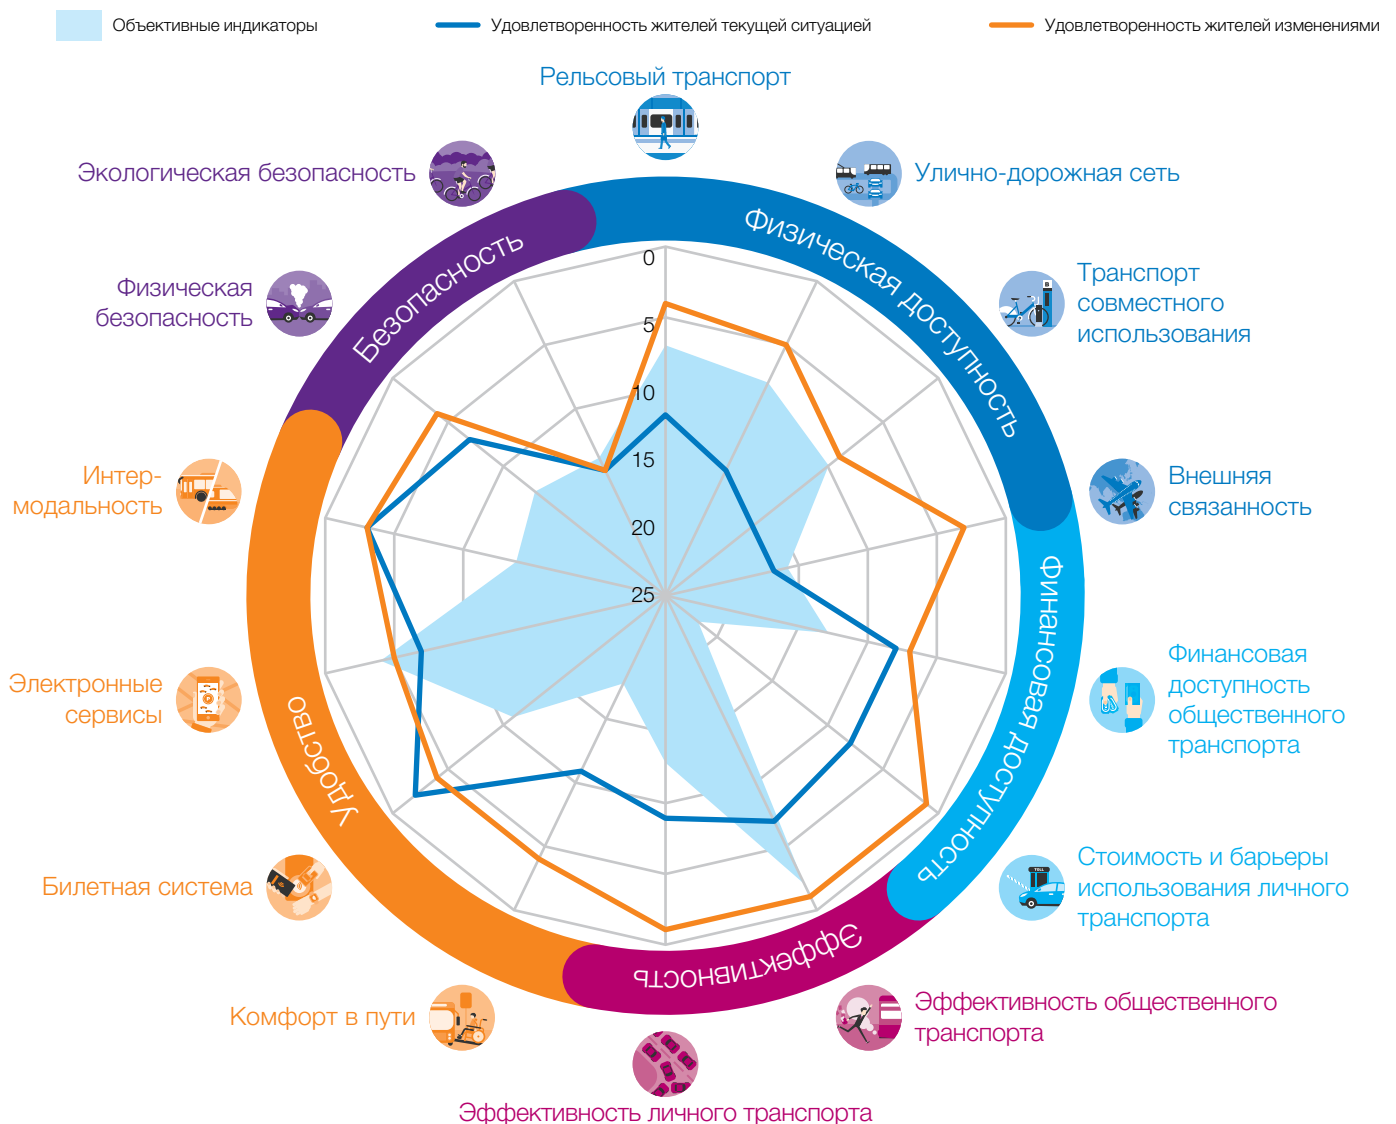 Объективные индикаторы
Удовлетворенность жителей текущей ситуацией
Удовлетворенность жителей изменениями
Рельсовый транспорт
Экологическая безопасность
Улично-дорожная сеть
Физическая
безопасность
Транспорт
совместного
использования
Интер-
модальность
Внешняя
связанность
Электронные
сервисы
Финансовая
доступность
общественного
транспорта
Билетная система
Стоимость и барьеры
использования личного
транспорта
Комфорт в пути
Эффективность общественного
транспорта
Эффективность личного транспорта
Безопасность
Физическая доступность
Финансовая доступность
Эффективность
Удобство
0
5
10
15
20
25
TOLL
B